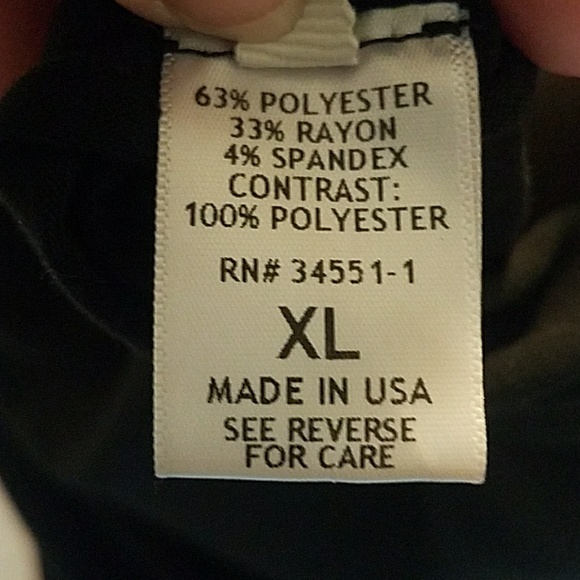 63% POLYESTER
33% RAYON
4% SPANDEX
CONTRAST:
100% POLYESTER
RN# 34551-1
XL
MADE IN USA
SEE REVERSE
FOR CARE